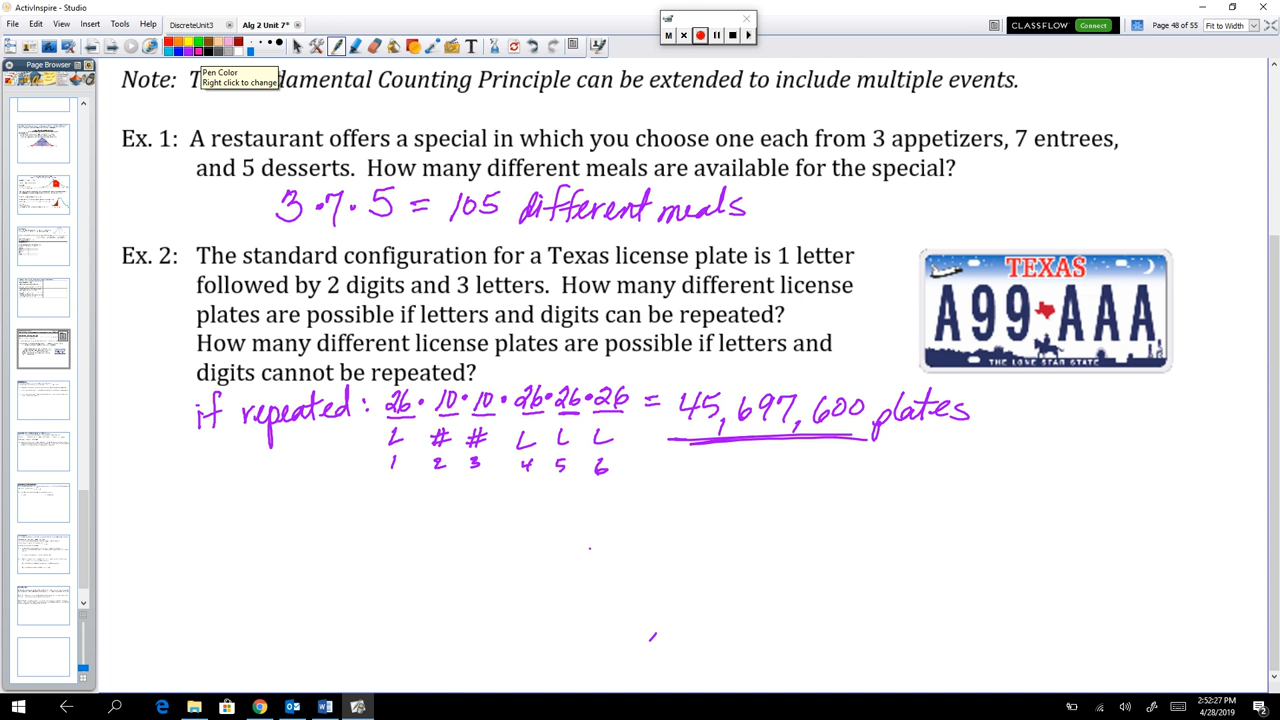 ActivInspire - Studio
File Edit View Insert Tools Help
DiscreteUnit3
Alg 2 Unit 7*
M
CLASSFLOW
Connect
Page 48 of 55
Fit to Width
Pen Color
Right click to change
Page Browser
Note: T damental Counting Principle can be extended to include multiple events.
Ex. 1: A restaurant offers a special in which you choose one each from 3 appetizers, 7 entrees,
and 5 desserts. How many different meals are available for the special?
3 · 7 · 5 = 105 different meals
Ex. 2: The standard configuration for a Texas license plate is 1 letter
followed by 2 digits and 3 letters. How many different license
plates are possible if letters and digits can be repeated?
How many different license plates are possible if letters and
digits cannot be repeated?
TEXAS
A99 AAA
THE LONE STAR STATE
if repeated: 26 · 10 · 10 · 26 · 26 · 26 = 45,697,600 plates
L # # L L L
1 2 3 4 5 6
2:52:27 PM
4/28/2019
2